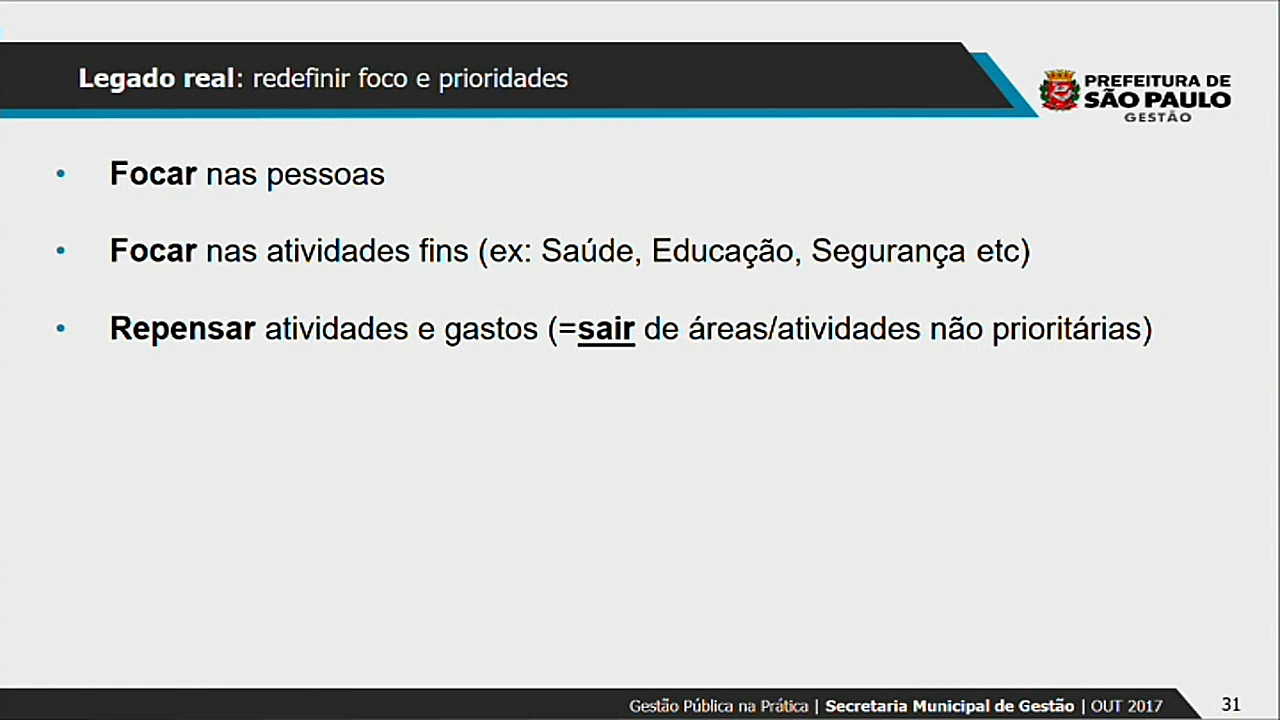 Legado real: redefinir foco e prioridades
PREFEITURA DE
SÃO PAULO
GESTÃO
• Focar nas pessoas
• Focar nas atividades fins (ex: Saúde, Educação, Segurança etc)
• Repensar atividades e gastos (=sair de áreas/atividades não prioritárias)
Gestão Pública na Prática | Secretaria Municipal de Gestão | OUT 2017
31